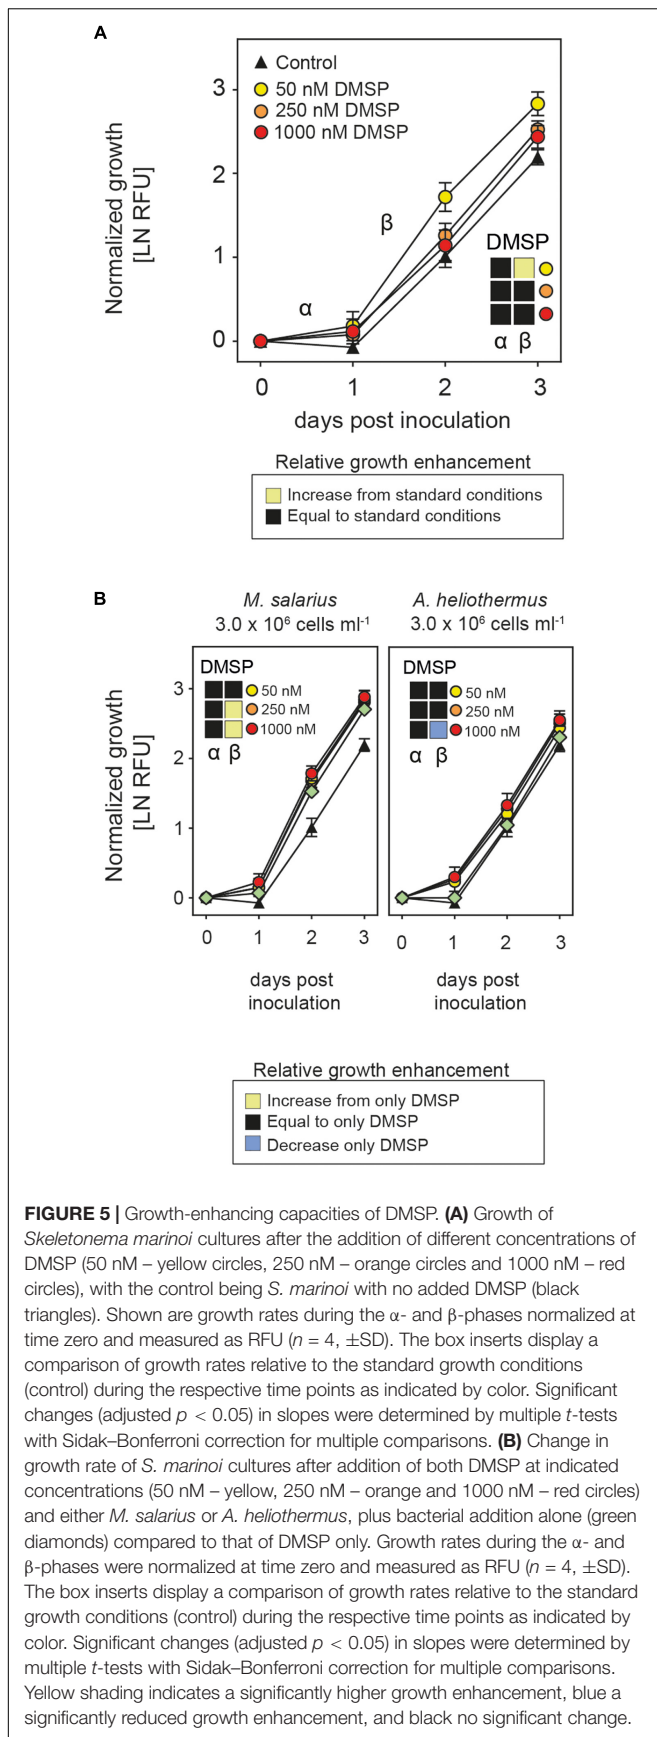 A
Control
50 nM DMSP
250 nM DMSP
1000 nM DMSP
Normalized growth
[LN RFU]
3
2
1
0
α
β
DMSP
α β
0 1 2 3
days post inoculation
Relative growth enhancement
Increase from standard conditions
Equal to standard conditions
B
M. salarius
3.0 x 10⁶ cells ml⁻¹
A. heliothermus
3.0 x 10⁶ cells ml⁻¹
Normalized growth
[LN RFU]
3
2
1
0
DMSP
50 nM
250 nM
1000 nM
α β
0 1 2 3
days post
inoculation
DMSP
50 nM
250 nM
1000 nM
α β
0 1 2 3
days post
inoculation
Relative growth enhancement
Increase from only DMSP
Equal to only DMSP
Decrease only DMSP
FIGURE 5 | Growth-enhancing capacities of DMSP. (A) Growth of
Skeletonema marinoi cultures after the addition of different concentrations of
DMSP (50 nM – yellow circles, 250 nM – orange circles and 1000 nM – red
circles), with the control being S. marinoi with no added DMSP (black
triangles). Shown are growth rates during the α- and β-phases normalized at
time zero and measured as RFU (n = 4, ±SD). The box inserts display a
comparison of growth rates relative to the standard growth conditions
(control) during the respective time points as indicated by color. Significant
changes (adjusted p < 0.05) in slopes were determined by multiple t-tests
with Sidak–Bonferroni correction for multiple comparisons. (B) Change in
growth rate of S. marinoi cultures after addition of both DMSP at indicated
concentrations (50 nM – yellow, 250 nM – orange and 1000 nM – red circles)
and either M. salarius or A. heliothermus, plus bacterial addition alone (green
diamonds) compared to that of DMSP only. Growth rates during the α- and
β-phases were normalized at time zero and measured as RFU (n = 4, ±SD).
The box inserts display a comparison of growth rates relative to the standard
growth conditions (control) during the respective time points as indicated by
color. Significant changes (adjusted p < 0.05) in slopes were determined by
multiple t-tests with Sidak–Bonferroni correction for multiple comparisons.
Yellow shading indicates a significantly higher growth enhancement, blue a
significantly reduced growth enhancement, and black no significant change.